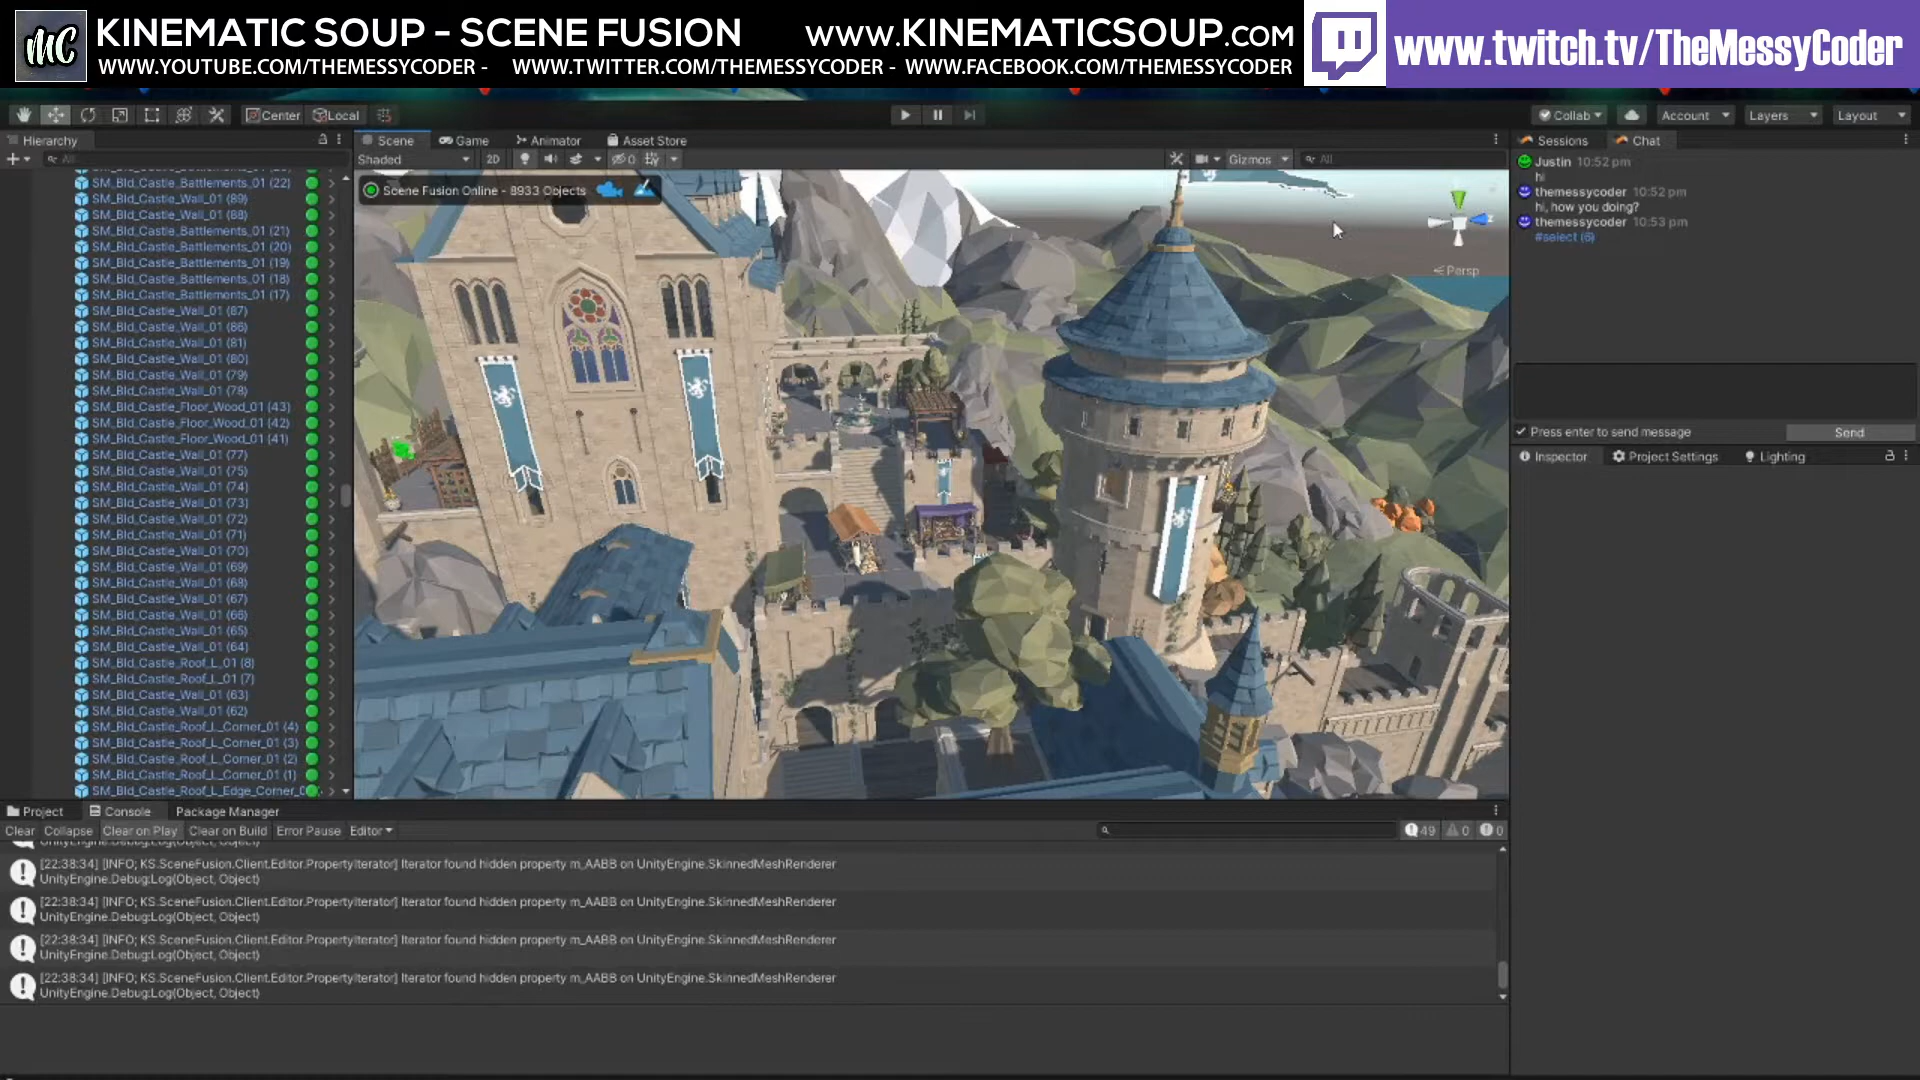 mc
KINEMATIC SOUP - SCENE FUSION
www.KINEMATICSOUP.com
WWW.YOUTUBE.COM/THEMESSYCODER - WWW.TWITTER.COM/THEMESSYCODER - WWW.FACEBOOK.COM/THEMESSYCODER
www.twitch.tv/TheMessyCoder
Center
Local
Collab
Account
Layers
Layout
Hierarchy
All
SM_Bld_Castle_Battlements_01 (22)
SM_Bld_Castle_Wall_01 (89)
SM_Bld_Castle_Wall_01 (88)
SM_Bld_Castle_Battlements_01 (21)
SM_Bld_Castle_Battlements_01 (20)
SM_Bld_Castle_Battlements_01 (19)
SM_Bld_Castle_Battlements_01 (18)
SM_Bld_Castle_Battlements_01 (17)
SM_Bld_Castle_Wall_01 (87)
SM_Bld_Castle_Wall_01 (86)
SM_Bld_Castle_Wall_01 (81)
SM_Bld_Castle_Wall_01 (80)
SM_Bld_Castle_Wall_01 (79)
SM_Bld_Castle_Wall_01 (78)
SM_Bld_Castle_Floor_Wood_01 (43)
SM_Bld_Castle_Floor_Wood_01 (42)
SM_Bld_Castle_Floor_Wood_01 (41)
SM_Bld_Castle_Wall_01 (77)
SM_Bld_Castle_Wall_01 (75)
SM_Bld_Castle_Wall_01 (74)
SM_Bld_Castle_Wall_01 (73)
SM_Bld_Castle_Wall_01 (72)
SM_Bld_Castle_Wall_01 (71)
SM_Bld_Castle_Wall_01 (70)
SM_Bld_Castle_Wall_01 (69)
SM_Bld_Castle_Wall_01 (68)
SM_Bld_Castle_Wall_01 (67)
SM_Bld_Castle_Wall_01 (66)
SM_Bld_Castle_Wall_01 (65)
SM_Bld_Castle_Wall_01 (64)
SM_Bld_Castle_Roof_L_01 (8)
SM_Bld_Castle_Roof_L_01 (7)
SM_Bld_Castle_Wall_01 (63)
SM_Bld_Castle_Wall_01 (62)
SM_Bld_Castle_Roof_L_Corner_01 (4)
SM_Bld_Castle_Roof_L_Corner_01 (3)
SM_Bld_Castle_Roof_L_Corner_01 (2)
SM_Bld_Castle_Roof_L_Corner_01 (1)
SM_Bld_Castle_Roof_L_Edge_Corner_0
Scene
Game
Animator
Asset Store
Shaded
2D
0
Gizmos
All
Scene Fusion Online - 8933 Objects
Persp
Sessions
Chat
Justin 10:52 pm
hi
themessycoder 10:52 pm
hi, how you doing?
themessycoder 10:53 pm
#select (6)
Press enter to send message
Send
Inspector
Project Settings
Lighting
Project
Console
Package Manager
Clear
Collapse
Clear on Play
Clear on Build
Error Pause
Editor
49
0
0
UnityEngine.Debug:Log(Object, Object)
[22:38:34] [INFO; KS.SceneFusion.Client.Editor.PropertyIterator] Iterator found hidden property m_AABB on UnityEngine.SkinnedMeshRenderer
UnityEngine.Debug:Log(Object, Object)
[22:38:34] [INFO; KS.SceneFusion.Client.Editor.PropertyIterator] Iterator found hidden property m_AABB on UnityEngine.SkinnedMeshRenderer
UnityEngine.Debug:Log(Object, Object)
[22:38:34] [INFO; KS.SceneFusion.Client.Editor.PropertyIterator] Iterator found hidden property m_AABB on UnityEngine.SkinnedMeshRenderer
UnityEngine.Debug:Log(Object, Object)
[22:38:34] [INFO; KS.SceneFusion.Client.Editor.PropertyIterator] Iterator found hidden property m_AABB on UnityEngine.SkinnedMeshRenderer
UnityEngine.Debug:Log(Object, Object)